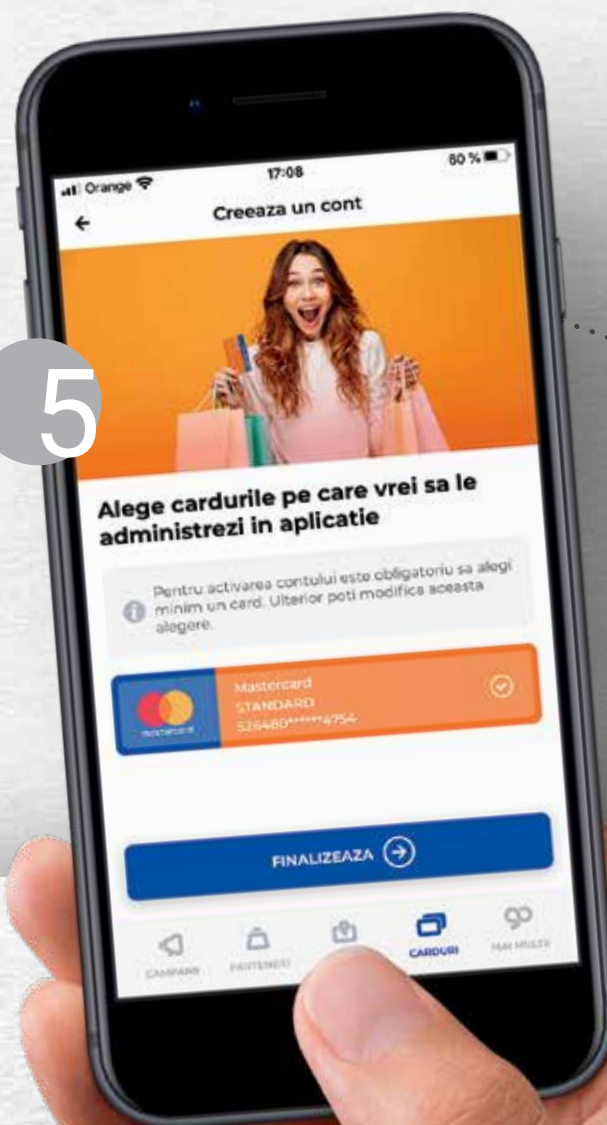 Orange
17:08
60 %
Creeaza un cont
5
Alege cardurile pe care vrei sa le
administrezi in aplicatie
Pentru activarea contului este obligatoriu sa alegi
minim un card. Ulterior poti modifica aceasta
alegere.
mastercard
Mastercard
STANDARD
526480******4754
FINALIZEAZA
CAMPANII
PARTENERI
CARDURI
MAI MULTE